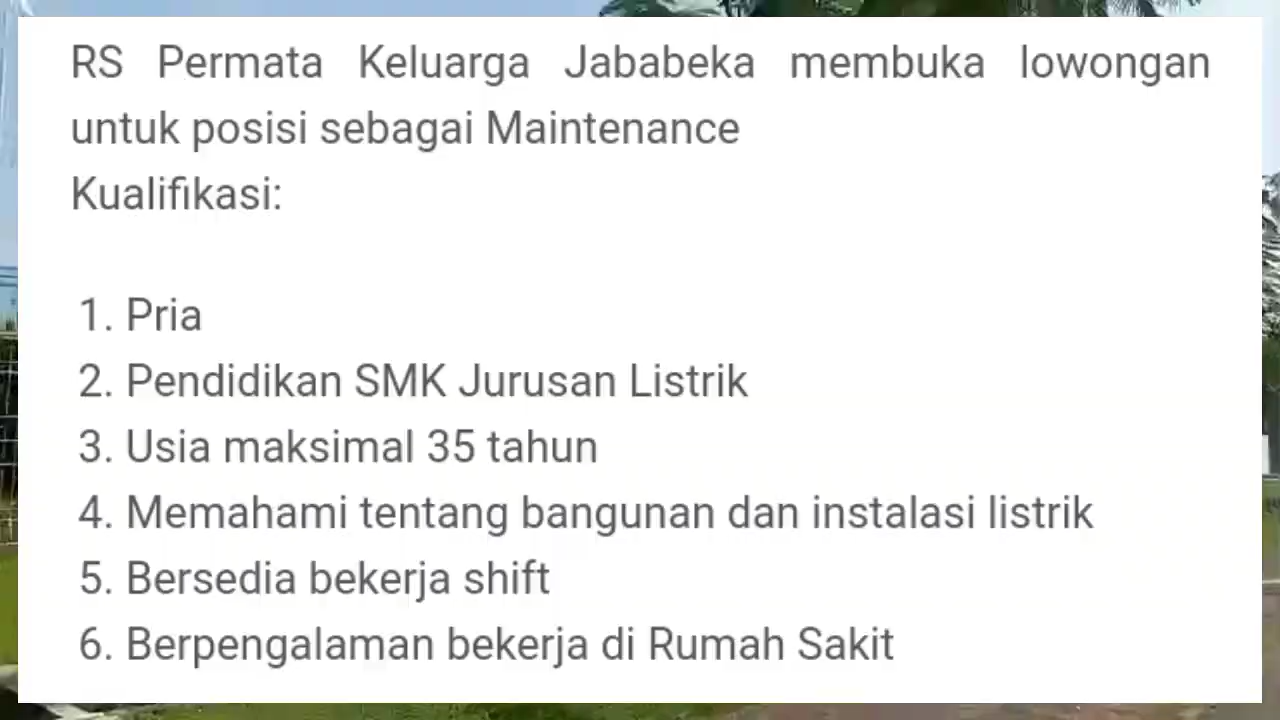 RS Permata Keluarga Jababeka membuka lowongan
untuk posisi sebagai Maintenance
Kualifikasi:
1. Pria
2. Pendidikan SMK Jurusan Listrik
3. Usia maksimal 35 tahun
4. Memahami tentang bangunan dan instalasi listrik
5. Bersedia bekerja shift
6. Berpengalaman bekerja di Rumah Sakit